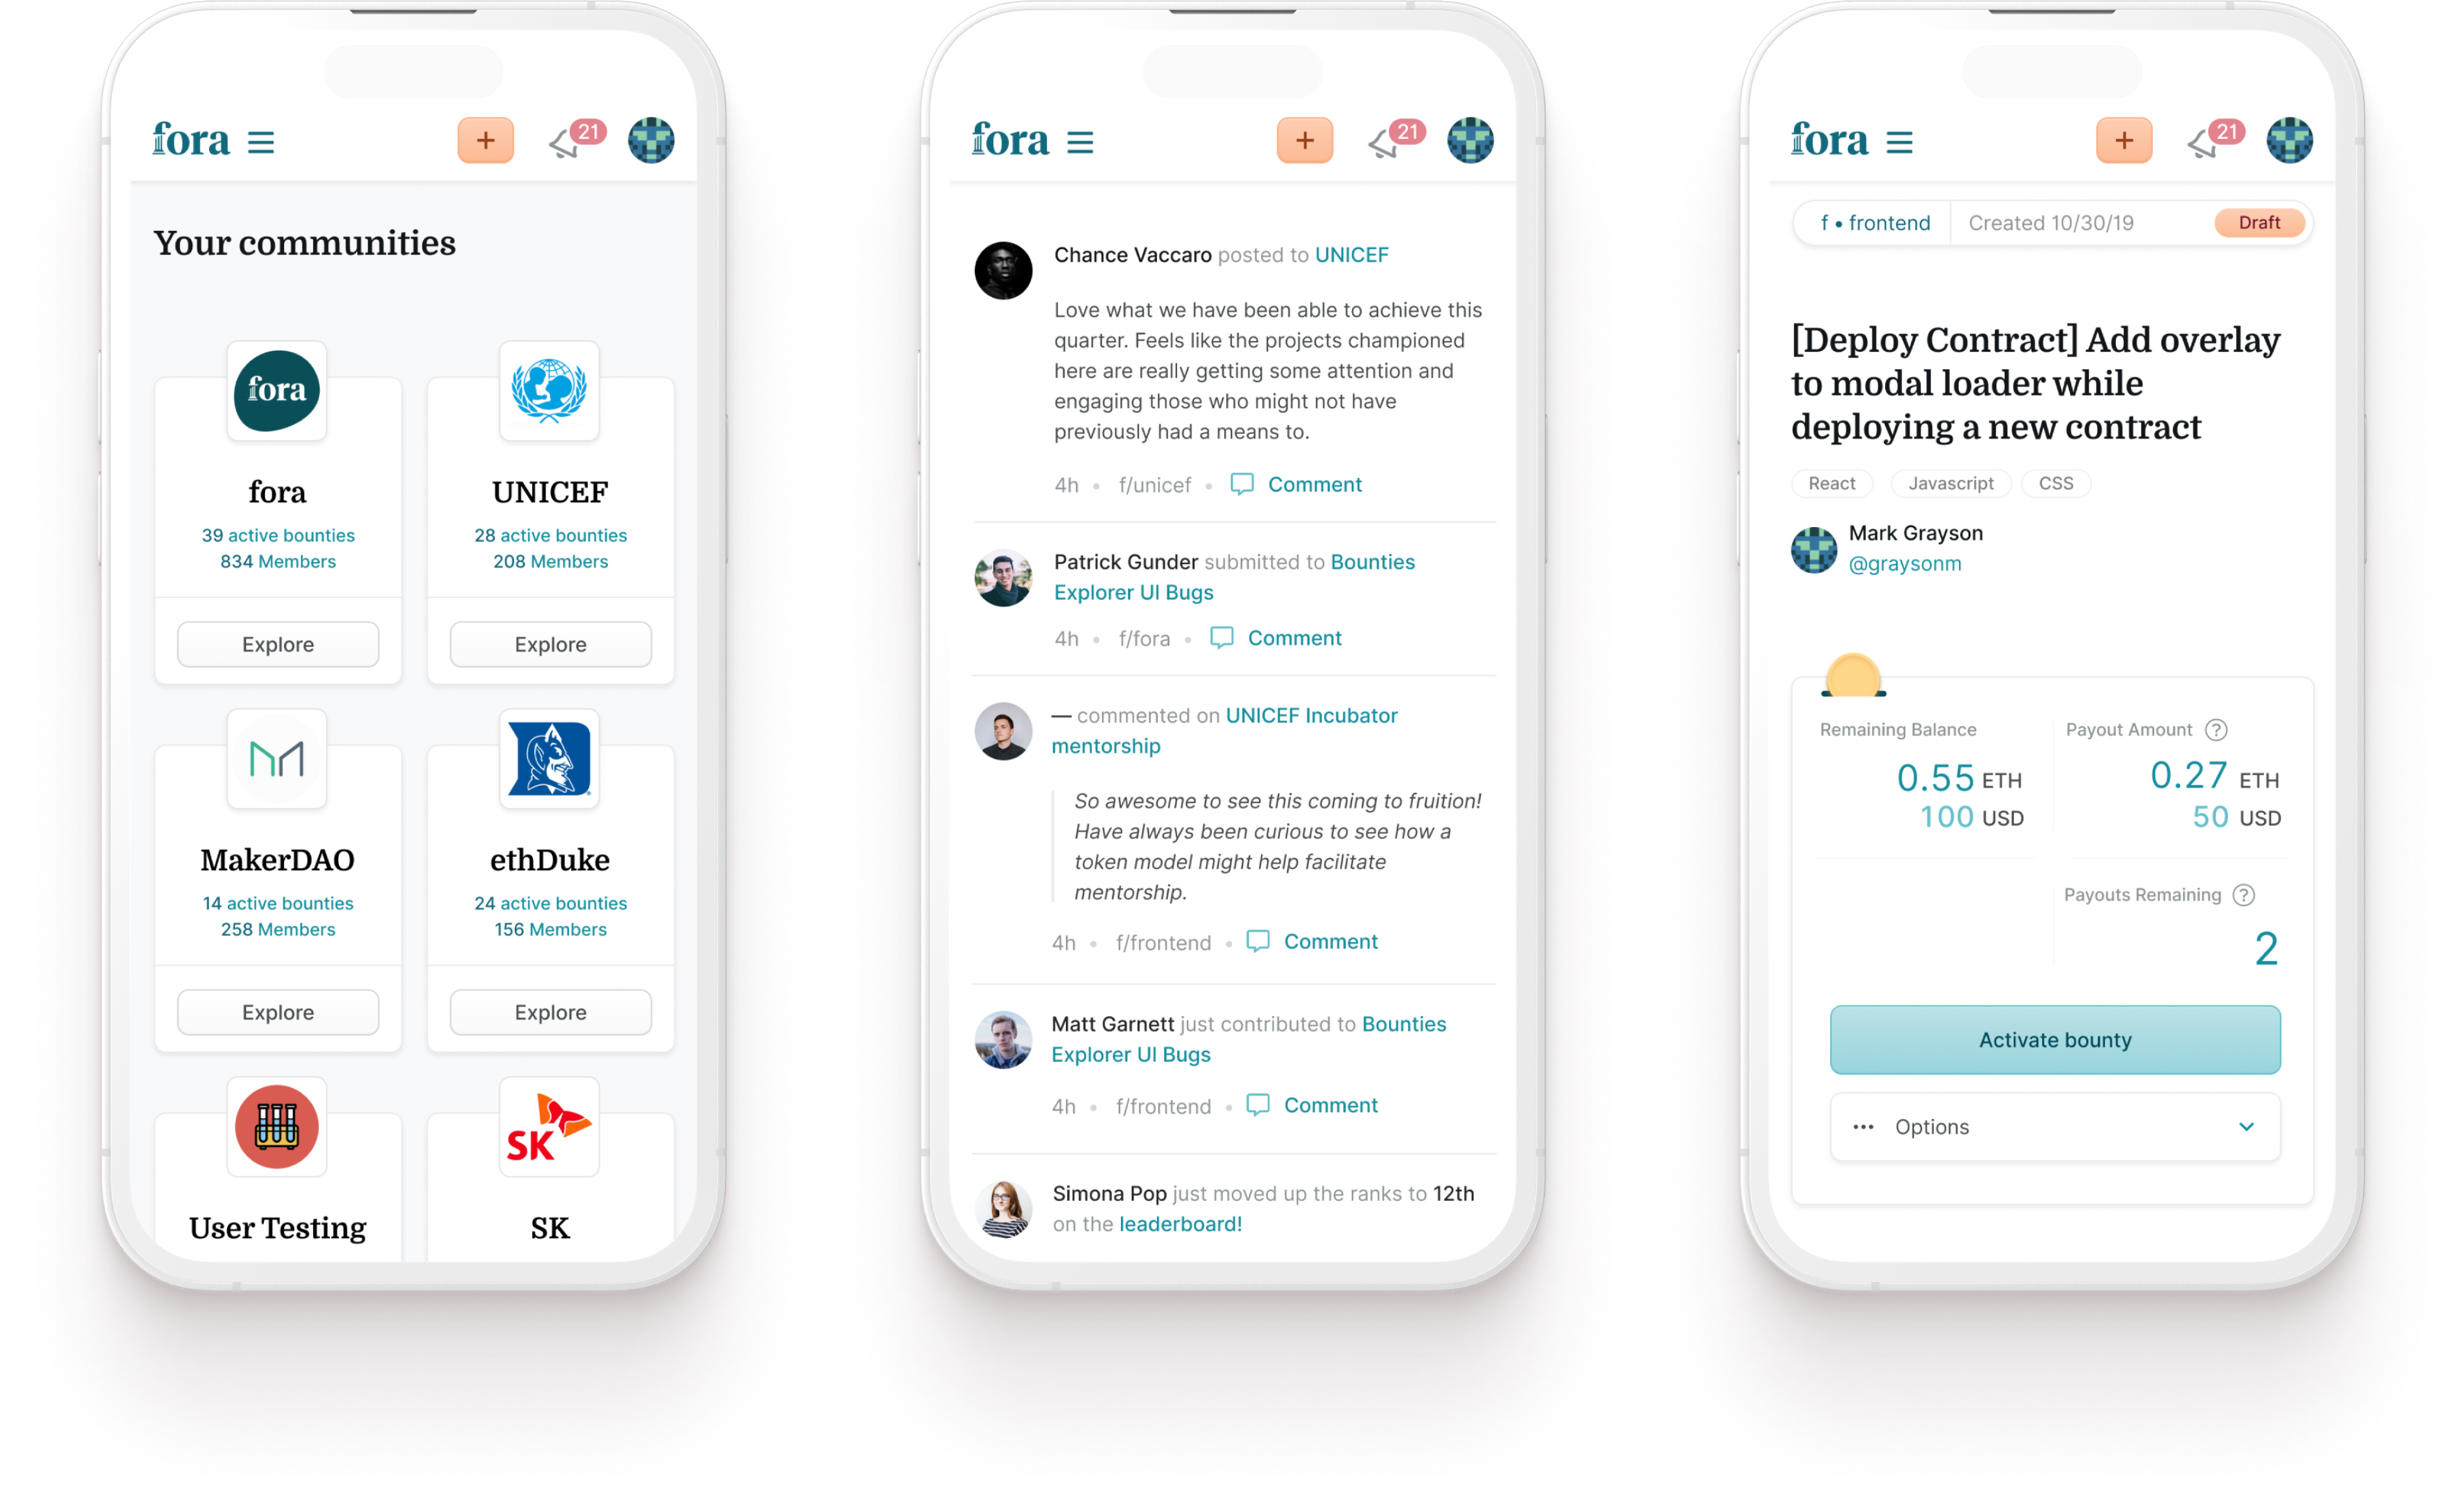 fora
+
21
Your communities
fora
fora
39 active bounties
834 Members
Explore
UNICEF
28 active bounties
208 Members
Explore
MakerDAO
14 active bounties
258 Members
Explore
ethDuke
24 active bounties
156 Members
Explore
User Testing
SK
SK
fora
+
21
Chance Vaccaro posted to UNICEF
Love what we have been able to achieve this
quarter. Feels like the projects championed
here are really getting some attention and
engaging those who might not have
previously had a means to.
4h • f/unicef • Comment
Patrick Gunder submitted to Bounties
Explorer UI Bugs
4h • f/fora • Comment
— commented on UNICEF Incubator
mentorship
So awesome to see this coming to fruition!
Have always been curious to see how a
token model might help facilitate
mentorship.
4h • f/frontend • Comment
Matt Garnett just contributed to Bounties
Explorer UI Bugs
4h • f/frontend • Comment
Simona Pop just moved up the ranks to 12th
on the leaderboard!
fora
+
21
f • frontend
Created 10/30/19
Draft
[Deploy Contract] Add overlay
to modal loader while
deploying a new contract
React
Javascript
CSS
Mark Grayson
@graysonm
Remaining Balance
0.55 ETH
100 USD
Payout Amount ?
0.27 ETH
50 USD
Payouts Remaining ?
2
Activate bounty
••• Options